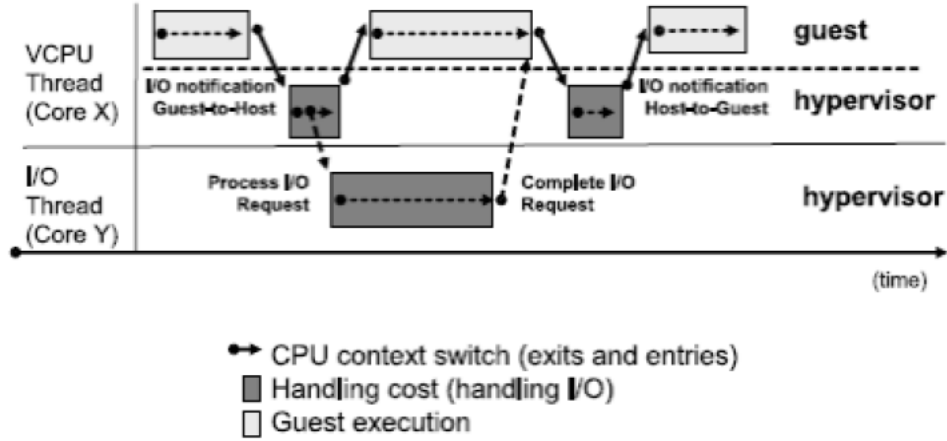 VCPU
Thread
(Core X)
guest
I/O notification
Guest-to-Host
I/O notification
Host-to-Guest
hypervisor
I/O
Thread
(Core Y)
Process I/O
Request
Complete I/O
Request
hypervisor
(time)
CPU context switch (exits and entries)
Handling cost (handling I/O)
Guest execution